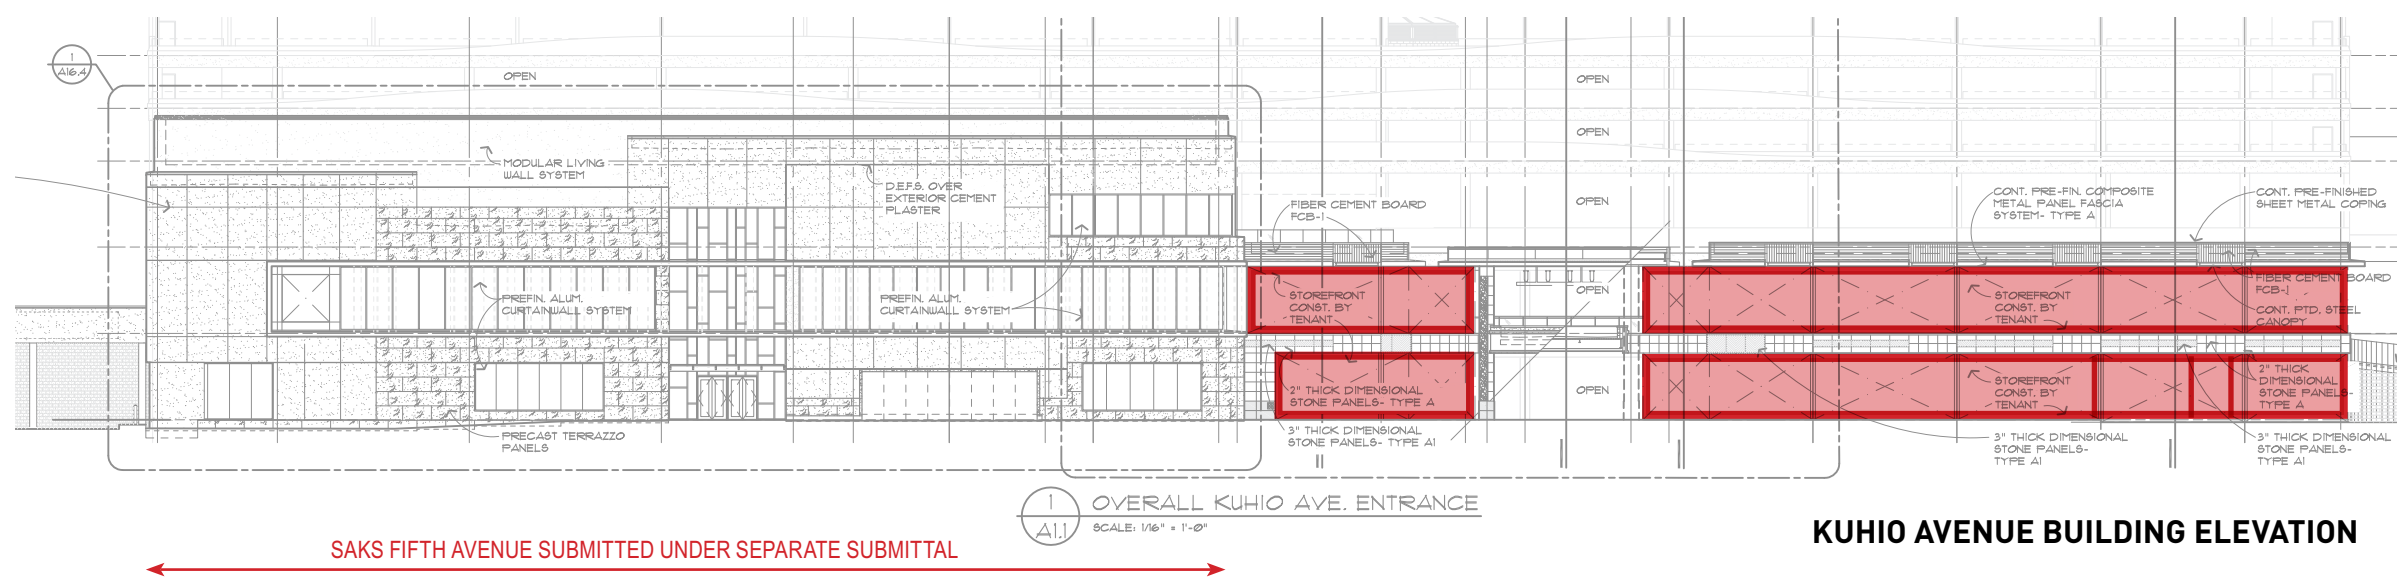 1
A16.4
OPEN
OPEN
OPEN
MODULAR LIVING
WALL SYSTEM
D.E.F.S. OVER
EXTERIOR CEMENT
PLASTER
FIBER CEMENT BOARD
FCB-1
OPEN
CONT. PRE-FIN. COMPOSITE
METAL PANEL FASCIA
SYSTEM- TYPE A
CONT. PRE-FINISHED
SHEET METAL COPING
PREFIN. ALUM.
CURTAINWALL SYSTEM
PREFIN. ALUM.
CURTAINWALL SYSTEM
STOREFRONT
CONST. BY
TENANT
OPEN
STOREFRONT
CONST. BY
TENANT
FIBER CEMENT BOARD
FCB-1
CONT. PTD. STEEL
CANOPY
2" THICK DIMENSIONAL
STONE PANELS- TYPE A
OPEN
STOREFRONT
CONST. BY
TENANT
2" THICK
DIMENSIONAL
STONE PANELS-
TYPE A
PRECAST TERRAZZO
PANELS
3" THICK DIMENSIONAL
STONE PANELS- TYPE A1
3" THICK DIMENSIONAL
STONE PANELS-
TYPE A1
3" THICK DIMENSIONAL
STONE PANELS-
TYPE A1
1
A1.1
OVERALL KUHIO AVE. ENTRANCE
SCALE: 1/16" = 1'-0"
KUHIO AVENUE BUILDING ELEVATION
SAKS FIFTH AVENUE SUBMITTED UNDER SEPARATE SUBMITTAL